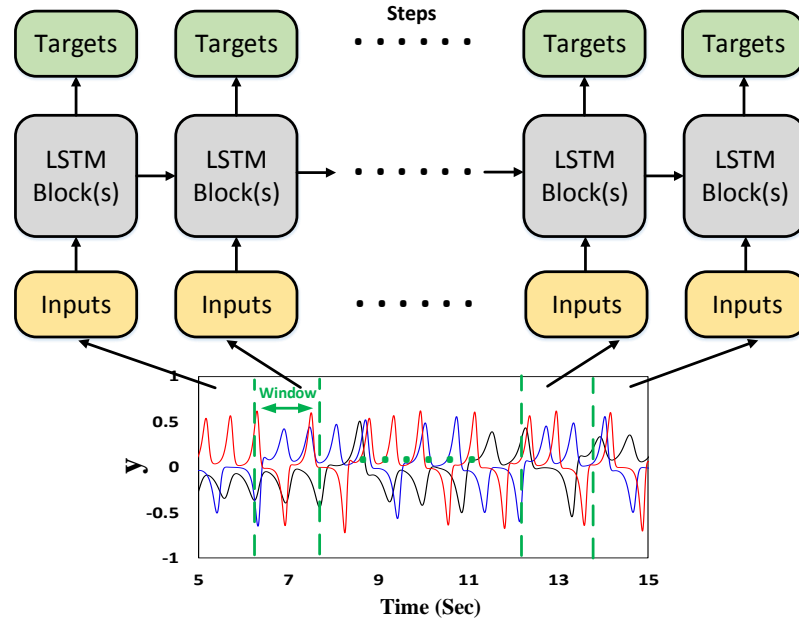 Steps
Targets
Targets
Targets
Targets
LSTM
Block(s)
LSTM
Block(s)
LSTM
Block(s)
LSTM
Block(s)
Inputs
Inputs
Inputs
Inputs
1
Window
0.5
y
0
-0.5
-1
5 7 9 11 13 15
Time (Sec)